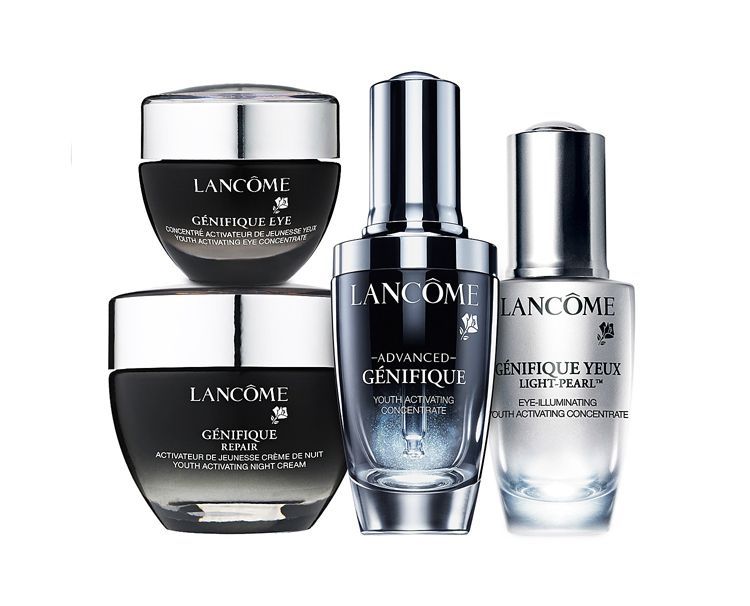 LANCÔME
GÉNIFIQUE EYE
CONCENTRÉ ACTIVATEUR DE JEUNESSE YEUX
YOUTH ACTIVATING EYE CONCENTRATE
LANCÔME
GÉNIFIQUE
REPAIR
ACTIVATEUR DE JEUNESSE CRÈME DE NUIT
YOUTH ACTIVATING NIGHT CREAM
LANCÔME
-ADVANCED-
GÉNIFIQUE
YOUTH ACTIVATING
CONCENTRATE
LANCÔME
GÉNIFIQUE YEUX
LIGHT-PEARL™
EYE-ILLUMINATING
YOUTH ACTIVATING CONCENTRATE